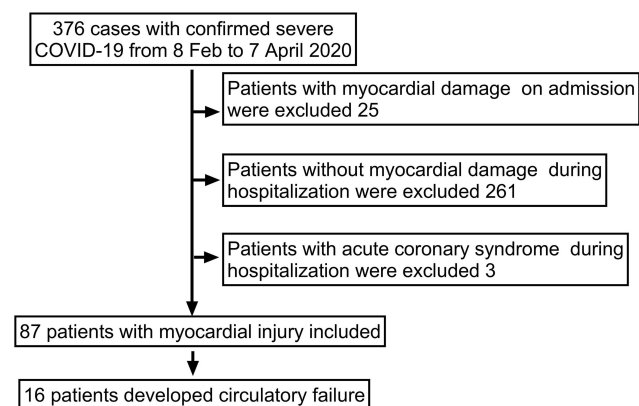 376 cases with confirmed severe
COVID-19 from 8 Feb to 7 April 2020
Patients with myocardial damage on admission
were excluded 25
Patients without myocardial damage during
hospitalization were excluded 261
Patients with acute coronary syndrome during
hospitalization were excluded 3
87 patients with myocardial injury included
16 patients developed circulatory failure